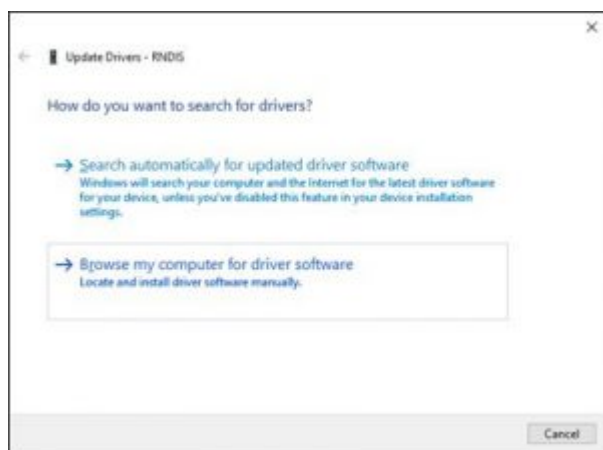 Update Drivers - RNDIS
How do you want to search for drivers?
Search automatically for updated driver software
Windows will search your computer and the Internet for the latest driver software
for your device, unless you've disabled this feature in your device installation
settings.
Browse my computer for driver software
Locate and install driver software manually.
Cancel